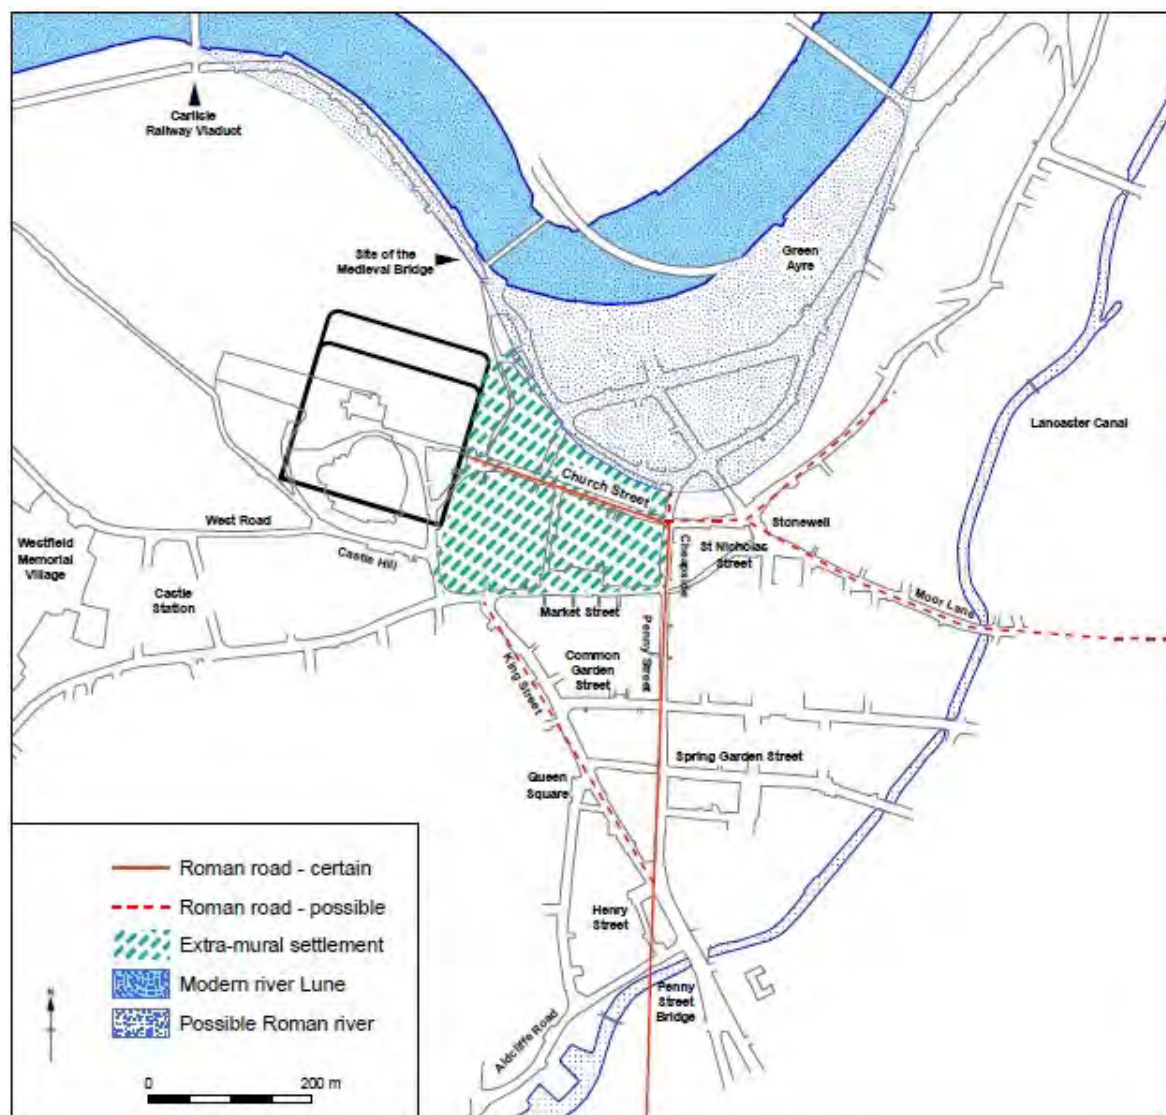 Carlisle
Railway Viaduct
Site of the
Medieval Bridge
Green
Ayre
Lancaster Canal
Church Street
Stonewell
West Road
Castle Hill
Westfield
Memorial
Village
Castle
Station
St Nicholas
Street
Cheapside
Moor Lane
Market Street
Penny Street
Common
Garden
Street
King Street
Spring Garden Street
Queen
Square
Henry
Street
Penny
Street
Bridge
Aldcliffe Road
Roman road - certain
Roman road - possible
Extra-mural settlement
Modern river Lune
Possible Roman river
N
0 200 m